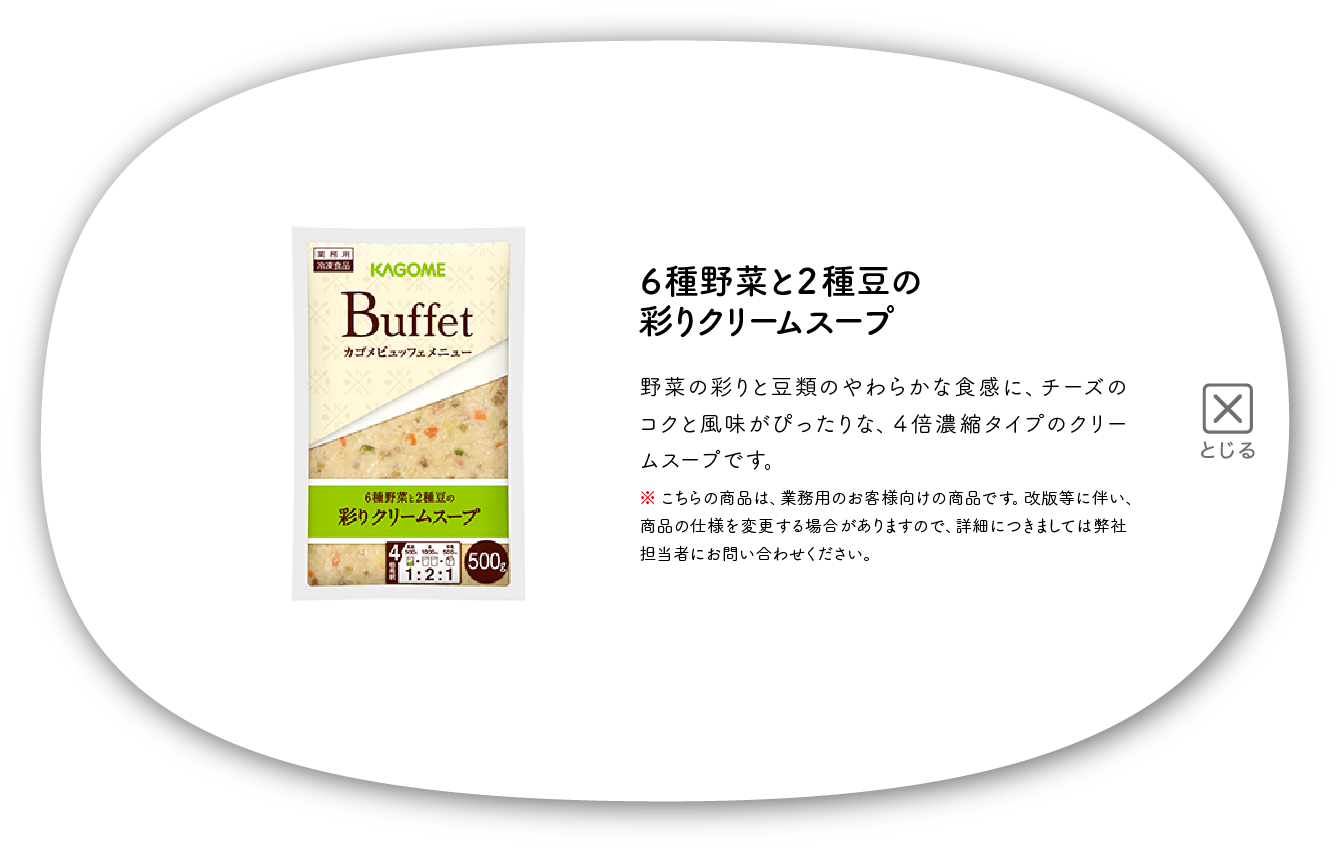 業務用
冷凍食品
KAGOME
Buffet
カゴメビュッフェメニュー
6種野菜と2種豆の
彩りクリームスープ
4
1:2:1
500g
6種野菜と2種豆の
彩りクリームスープ
野菜の彩りと豆類のやわらかな食感に、チーズの
コクと風味がぴったりな、4倍濃縮タイプのクリー
ムスープです。
※ こちらの商品は、業務用のお客様向けの商品です。改版等に伴い、
商品の仕様を変更する場合がありますので、詳細につきましては弊社
担当者にお問い合わせください。
とじる